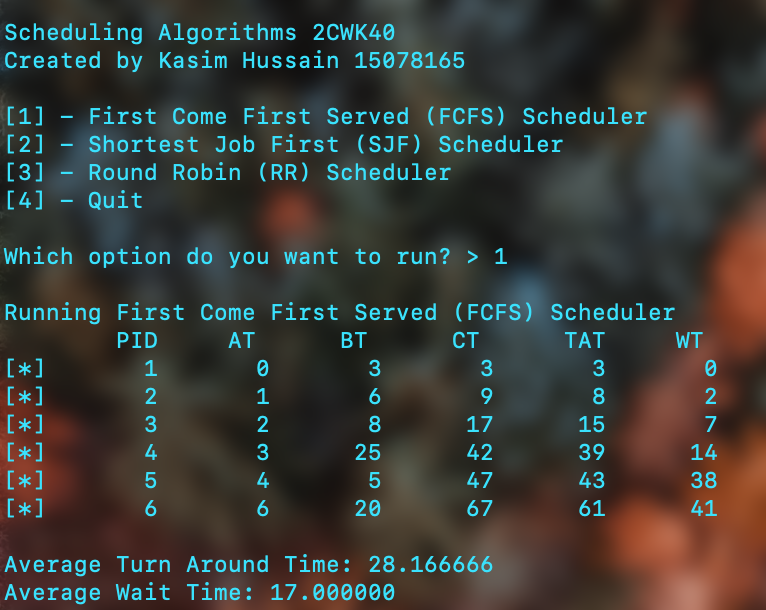 Scheduling Algorithms 2CWK40
Created by Kasim Hussain 15078165
[1] – First Come First Served (FCFS) Scheduler
[2] – Shortest Job First (SJF) Scheduler
[3] – Round Robin (RR) Scheduler
[4] – Quit
Which option do you want to run? > 1
Running First Come First Served (FCFS) Scheduler
PID AT BT CT TAT WT
[*] 1 0 3 3 3 0
[*] 2 1 6 9 8 2
[*] 3 2 8 17 15 7
[*] 4 3 25 42 39 14
[*] 5 4 5 47 43 38
[*] 6 6 20 67 61 41
Average Turn Around Time: 28.166666
Average Wait Time: 17.000000